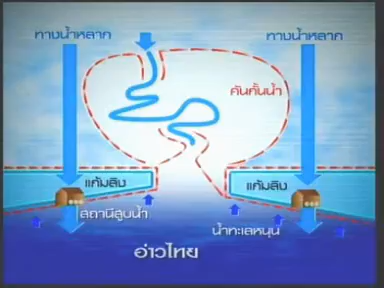 ทางน้ำหลาก
ทางน้ำหลาก
คันกั้นน้ำ
แก้มลิง
แก้มลิง
สถานีสูบน้ำ
น้ำทะเลหนุน
อ่าวไทย